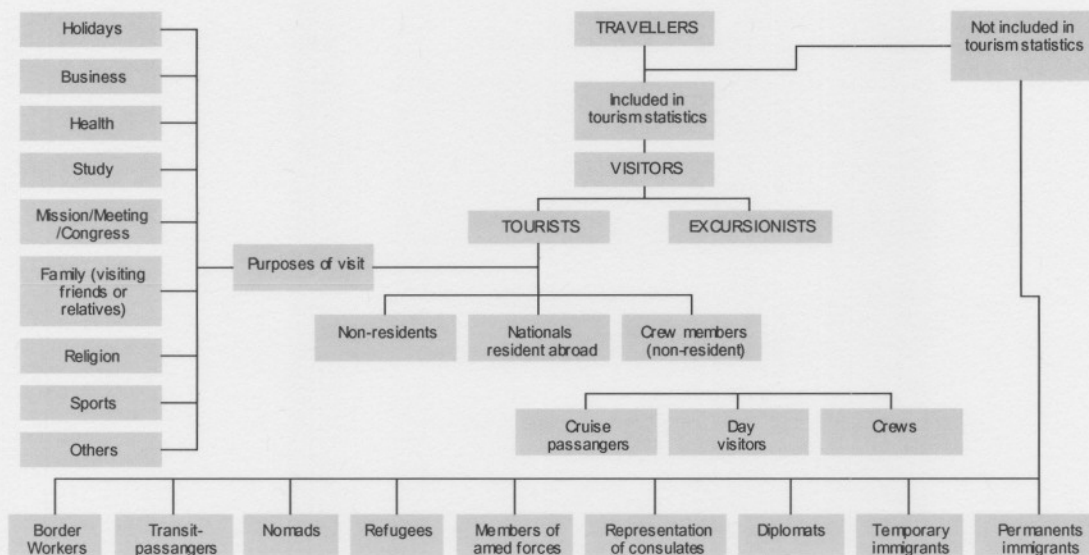 TRAVELLERS
Not included in
tourism statistics
Included in
tourism statistics
VISITORS
TOURISTS
EXCURSIONISTS
Holidays
Business
Health
Study
Mission/Meeting
/Congress
Family (visiting
friends or
relatives)
Religion
Sports
Others
Purposes of visit
Non-residents
Nationals
resident abroad
Crew members
(non-resident)
Cruise
passengers
Day
visitors
Crews
Border
Workers
Transit-
passangers
Nomads
Refugees
Members of
amed forces
Representation
of consulates
Diplomats
Temporary
immigrants
Permanents
immigrants